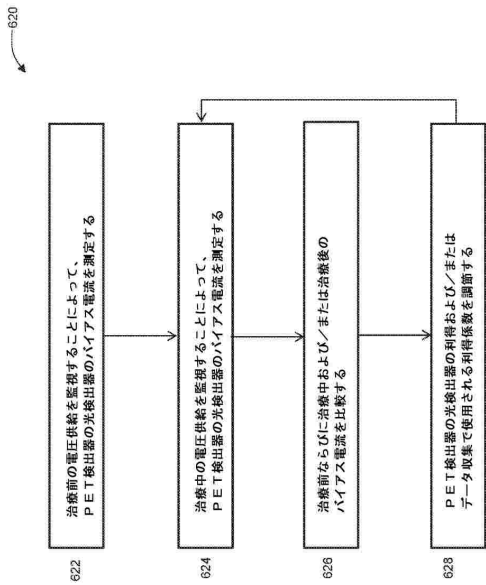 620
622
治療前の電圧供給を監視することによって、
PET検出器の光検出器のバイアス電流を測定する
624
治療中の電圧供給を監視することによって、
PET検出器の光検出器のバイアス電流を測定する
626
治療前ならびに治療中および/または治療後の
バイアス電流を比較する
628
PET検出器の光検出器の利得および/または
データ収集で使用される利得係数を調節する